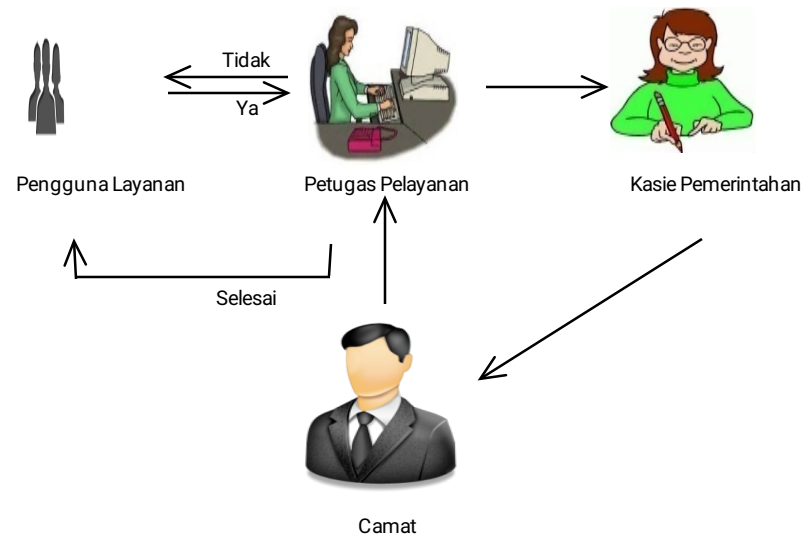 Tidak
Ya
Pengguna Layanan
Petugas Pelayanan
Kasie Pemerintahan
Selesai
Camat